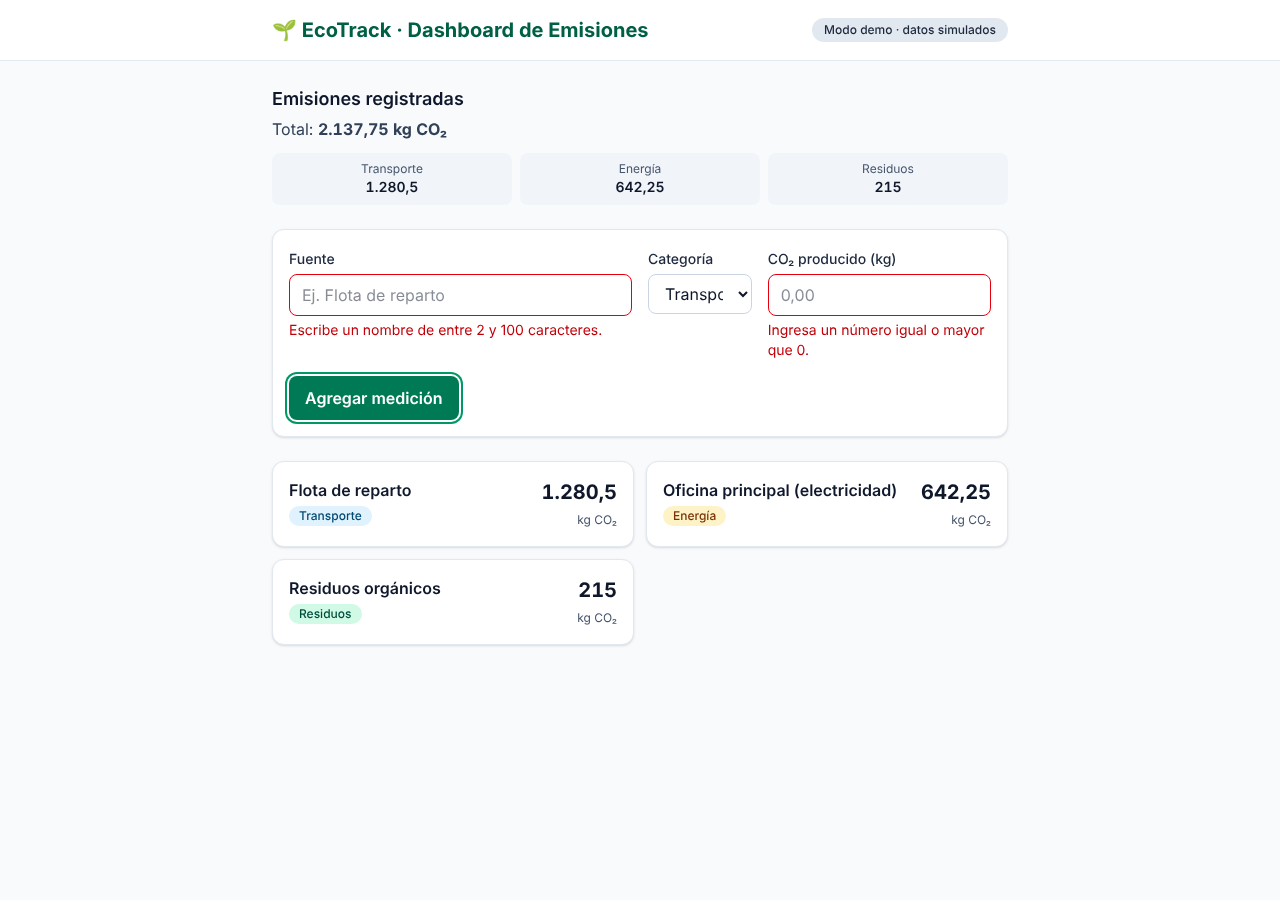 🌱 EcoTrack · Dashboard de Emisiones
Modo demo · datos simulados
Emisiones registradas
Total: 2.137,75 kg CO₂
Transporte
1.280,5
Energía
642,25
Residuos
215
Fuente
Ej. Flota de reparto
Escribe un nombre de entre 2 y 100 caracteres.
Categoría
Transpo
CO₂ producido (kg)
0,00
Ingresa un número igual o mayor
que 0.
Agregar medición
Flota de reparto
1.280,5
Transporte
kg CO₂
Oficina principal (electricidad)
642,25
Energía
kg CO₂
Residuos orgánicos
215
Residuos
kg CO₂